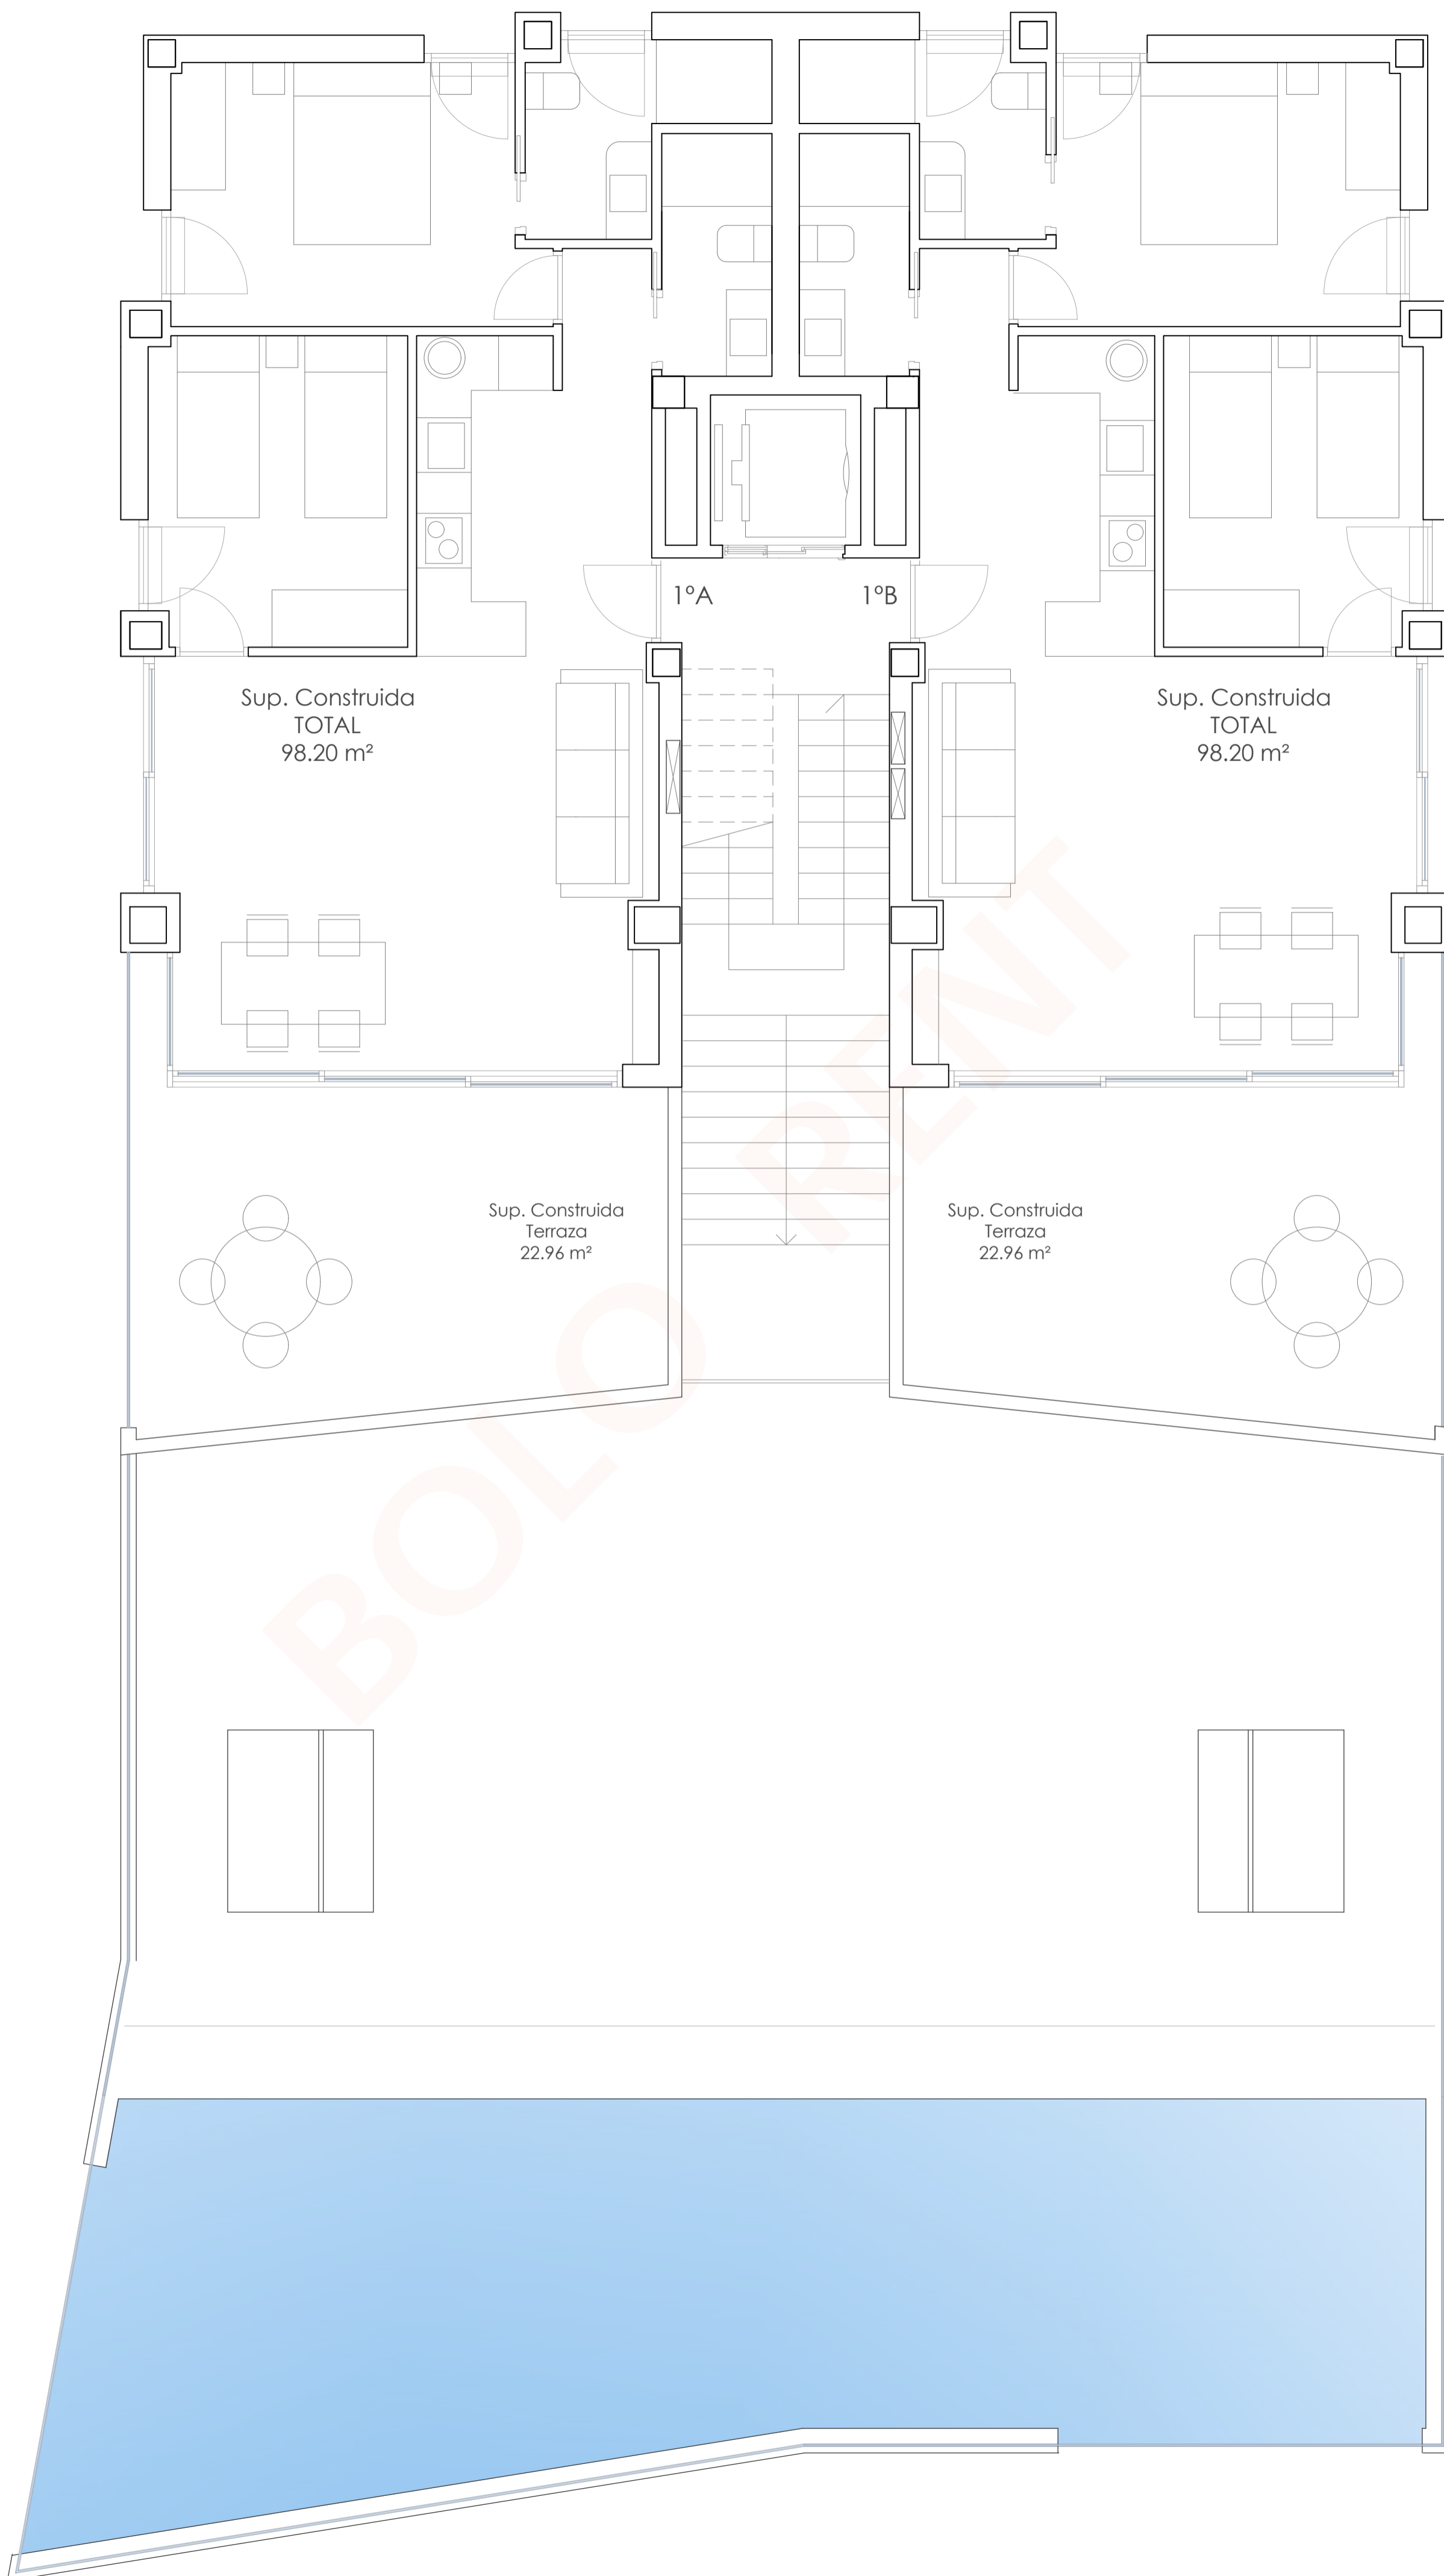 1ºA
1ºB
Sup. Construida
TOTAL
98.20 m²
Sup. Construida
TOTAL
98.20 m²
Sup. Construida
Terraza
22.96 m²
Sup. Construida
Terraza
22.96 m²
BOLO RENT